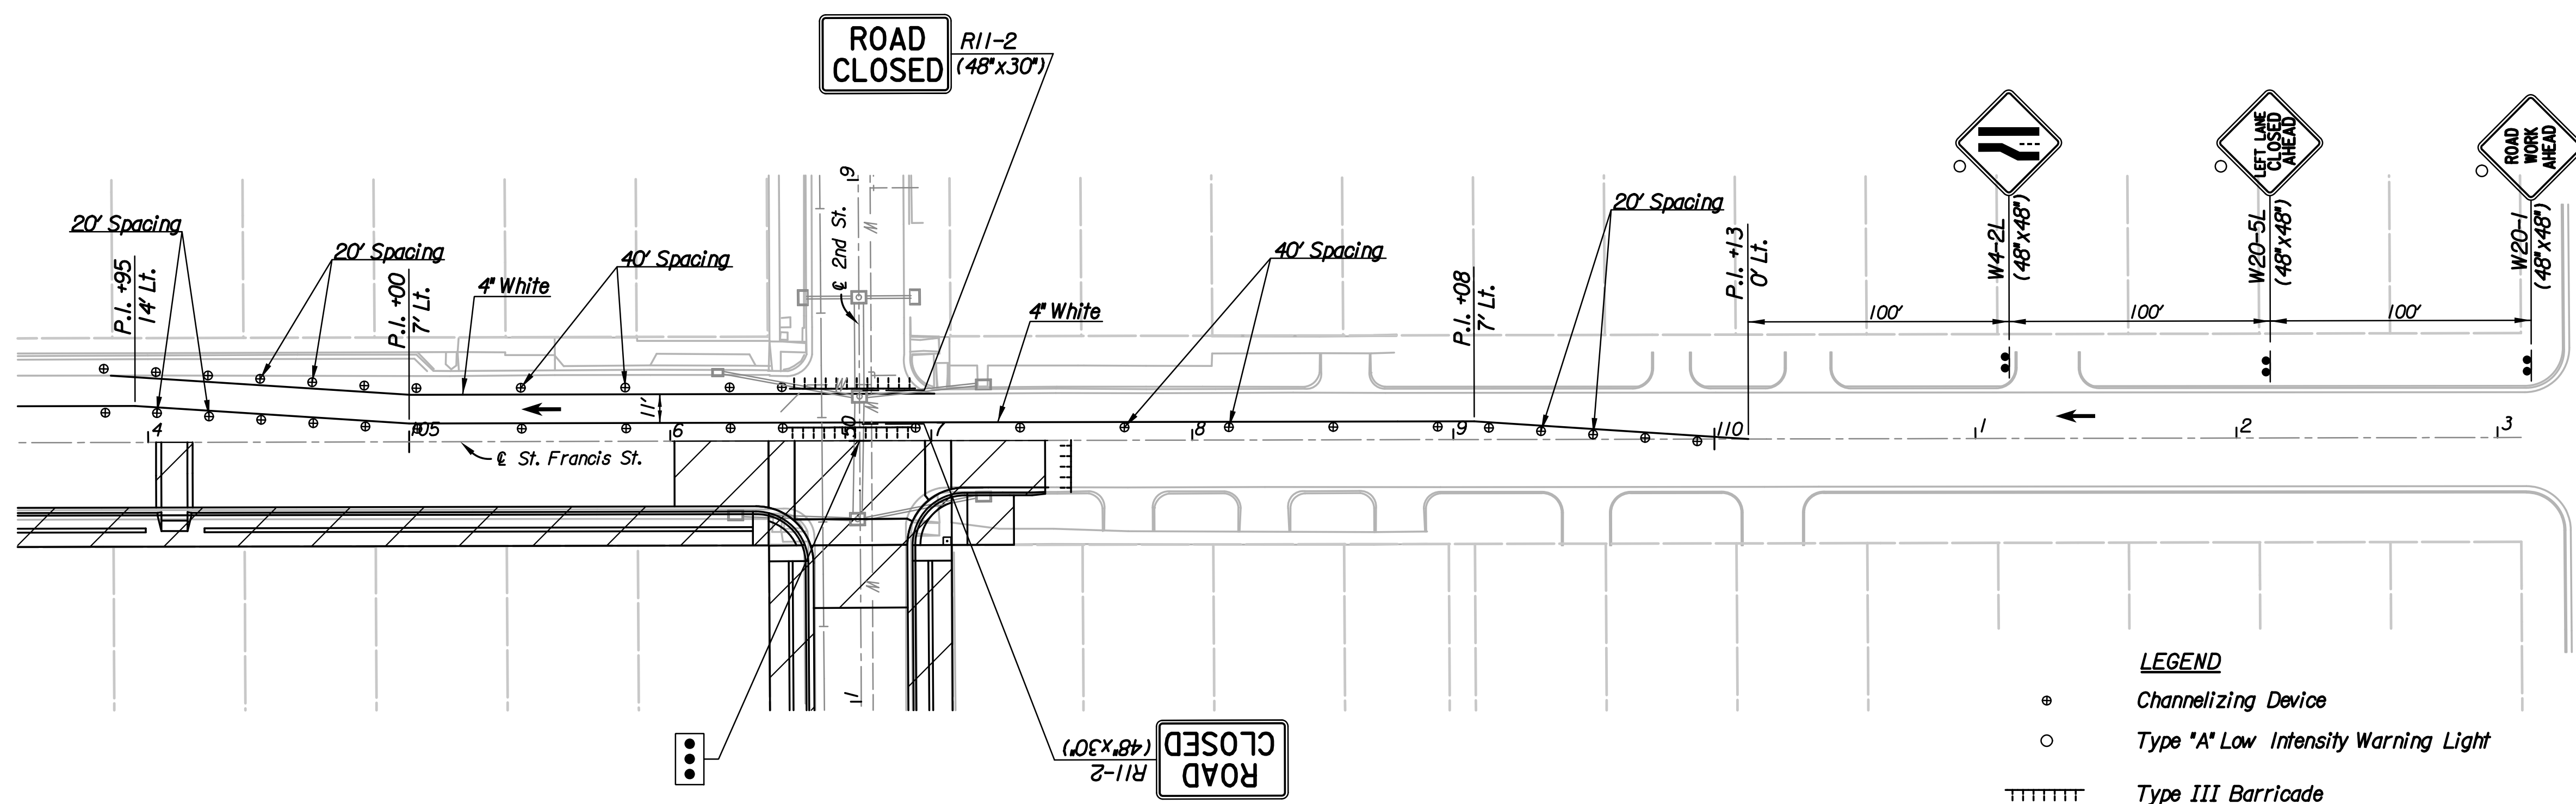 ROAD
CLOSED
R11-2
(48"x30")
LEFT LANE
CLOSED
AHEAD
ROAD
WORK
AHEAD
20' Spacing
20' Spacing
40' Spacing
4" White
P.I. +95
14' Lt.
P.I. +00
7' Lt.
℄ 2nd St.
9
4" White
40' Spacing
20' Spacing
P.I. +08
7' Lt.
P.I. +13
0' Lt.
W4-2L
(48"x48")
W20-5L
(48"x48")
W20-1
(48"x48")
100'
100'
100'
11'
4
105
6
50
7
8
9
110
1
2
3
℄ St. Francis St.
1
R11-2
(48"x30")
ROAD
CLOSED
LEGEND
Channelizing Device
Type "A" Low Intensity Warning Light
Type III Barricade